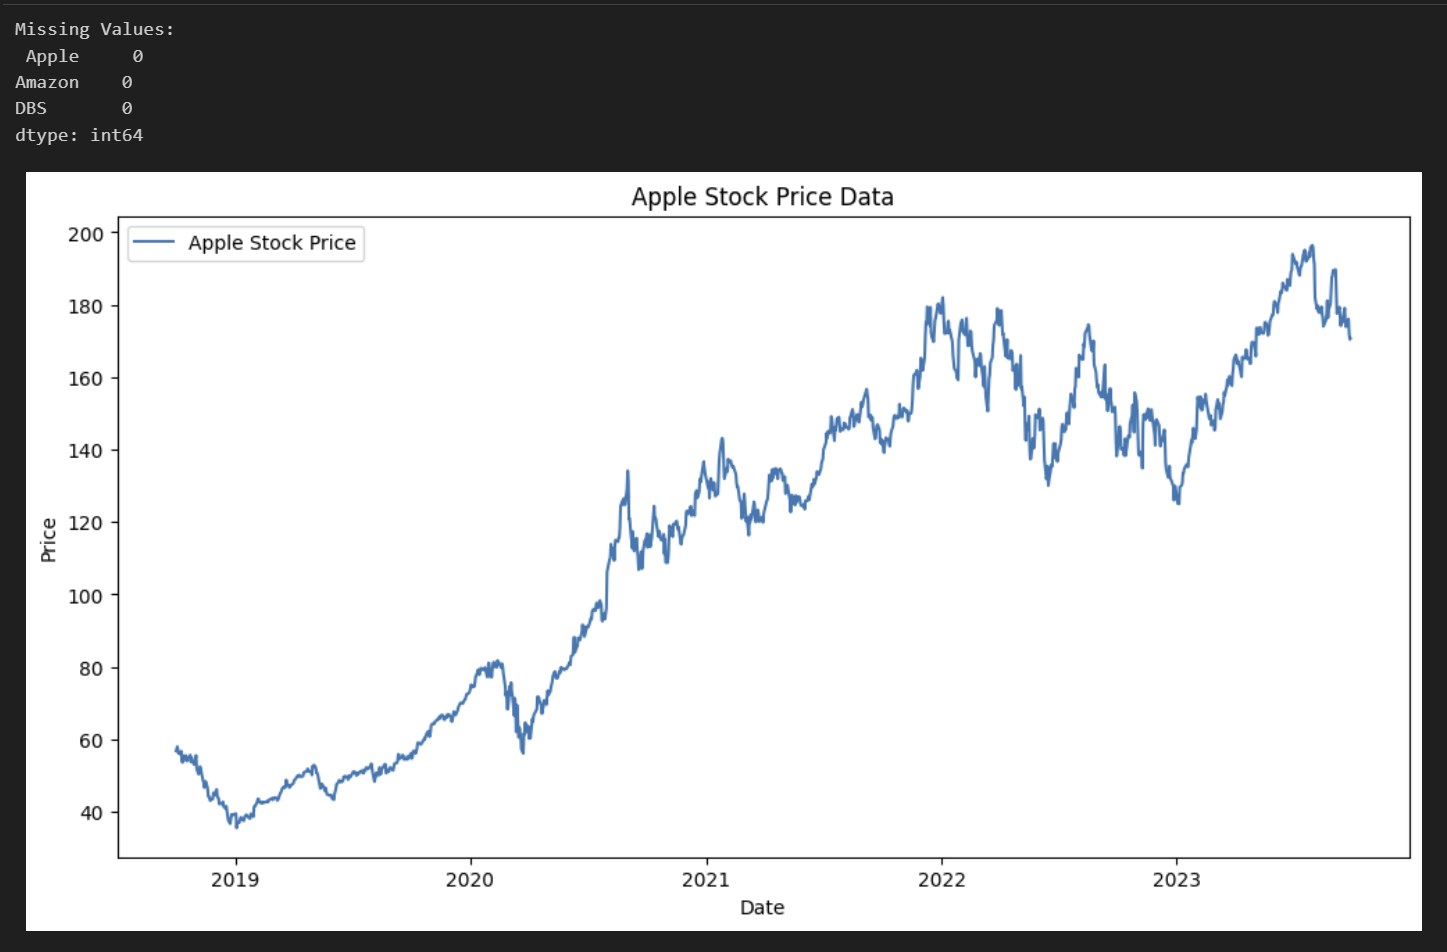 Missing Values:
 Apple     0
Amazon    0
DBS       0
dtype: int64
Apple Stock Price Data
Apple Stock Price
200
180
160
140
120
100
80
60
40
Price
2019 2020 2021 2022 2023
Date